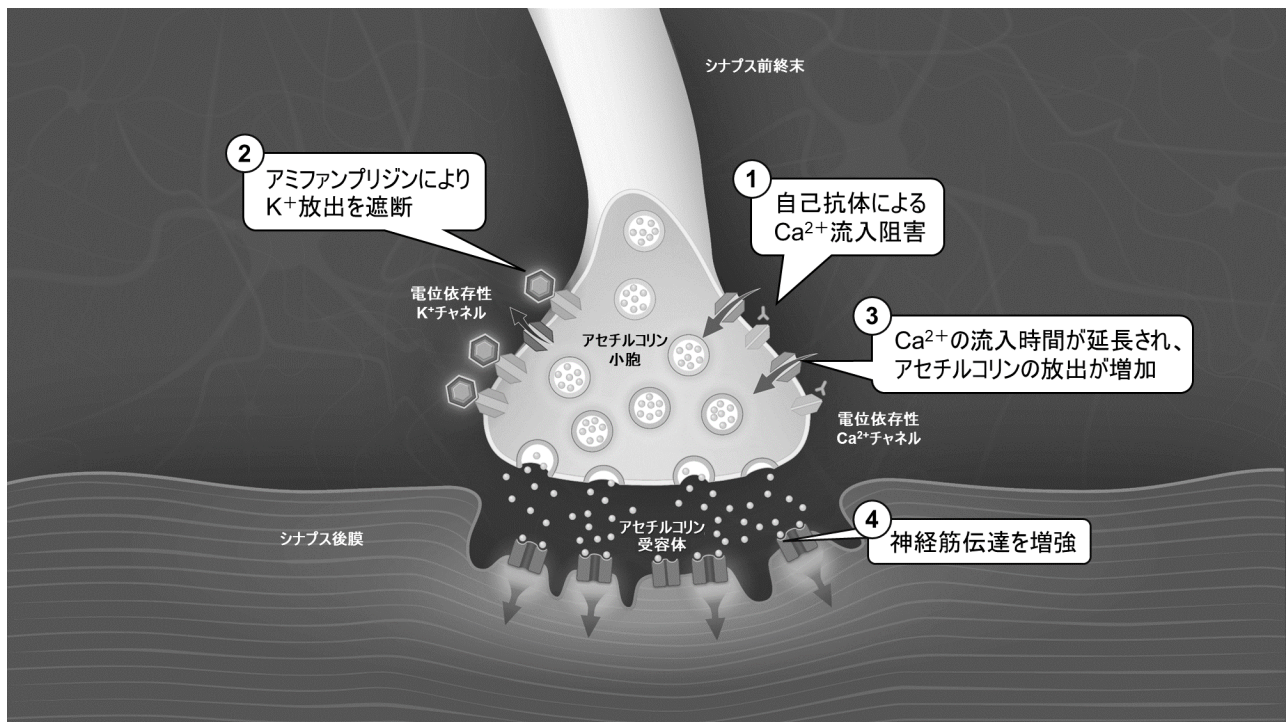 シナプス前終末
2
アミファンプリジンにより
K⁺放出を遮断
1
自己抗体による
Ca²⁺流入阻害
電位依存性
K⁺チャネル
アセチルコリン
小胞
3
Ca²⁺の流入時間が延長され、
アセチルコリンの放出が増加
電位依存性
Ca²⁺チャネル
シナプス後膜
アセチルコリン
受容体
4
神経筋伝達を増強